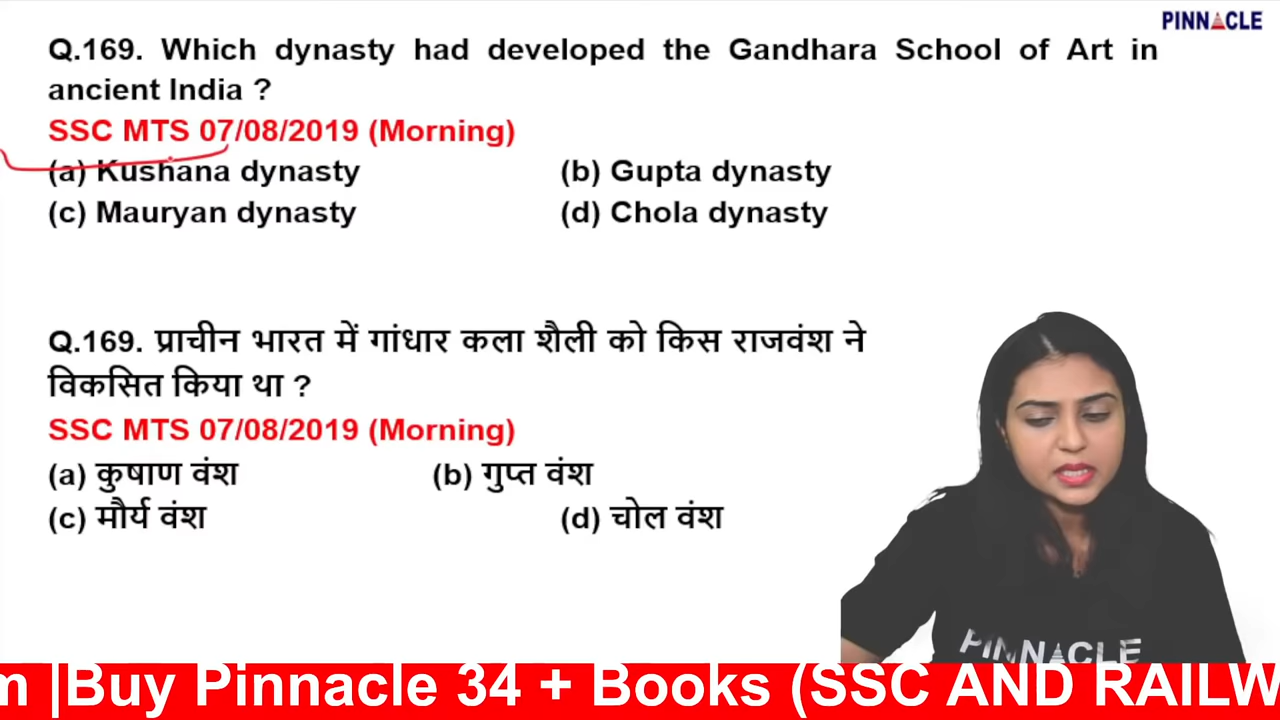 PINNACLE
Q.169. Which dynasty had developed the Gandhara School of Art in
ancient India ?
SSC MTS 07/08/2019 (Morning)
(a) Kushana dynasty (b) Gupta dynasty
(c) Mauryan dynasty (d) Chola dynasty
Q.169. प्राचीन भारत में गांधार कला शैली को किस राजवंश ने
विकसित किया था ?
SSC MTS 07/08/2019 (Morning)
(a) कुषाण वंश (b) गुप्त वंश
(c) मौर्य वंश (d) चोल वंश
PINNACLE
m |Buy Pinnacle 34 + Books (SSC AND RAILW